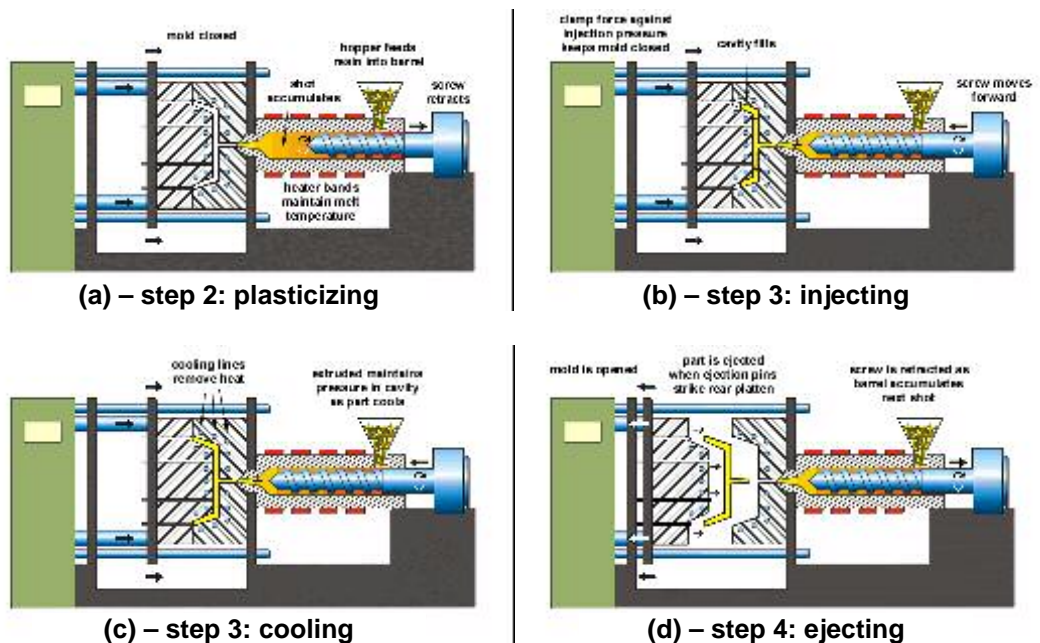 mold closed
hopper feeds
resin into barrel
shot
accumulates
screw
retracts
heater bands
maintain melt
temperature
(a) – step 2: plasticizing
clamp force against
injection pressure
keeps mold closed
cavity fills
screw moves
forward
(b) – step 3: injecting
cooling lines
remove heat
extruded maintains
pressure in cavity
as part cools
(c) – step 3: cooling
mold is opened
part is ejected
when ejection pins
strike rear platten
screw is retracted as
barrel accumulates
next shot
(d) – step 4: ejecting